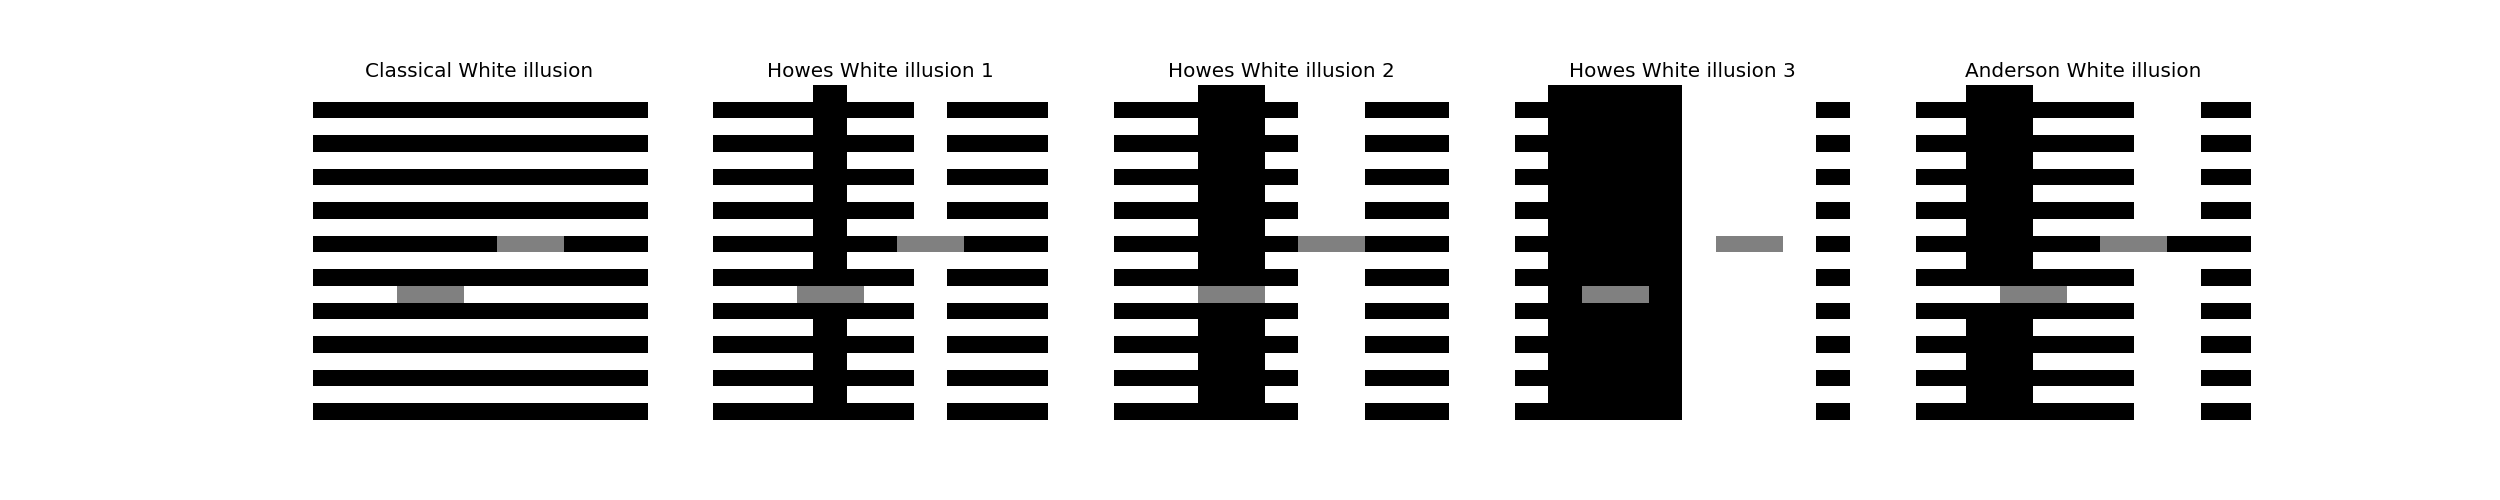 Classical White illusion
Howes White illusion 1
Howes White illusion 2
Howes White illusion 3
Anderson White illusion